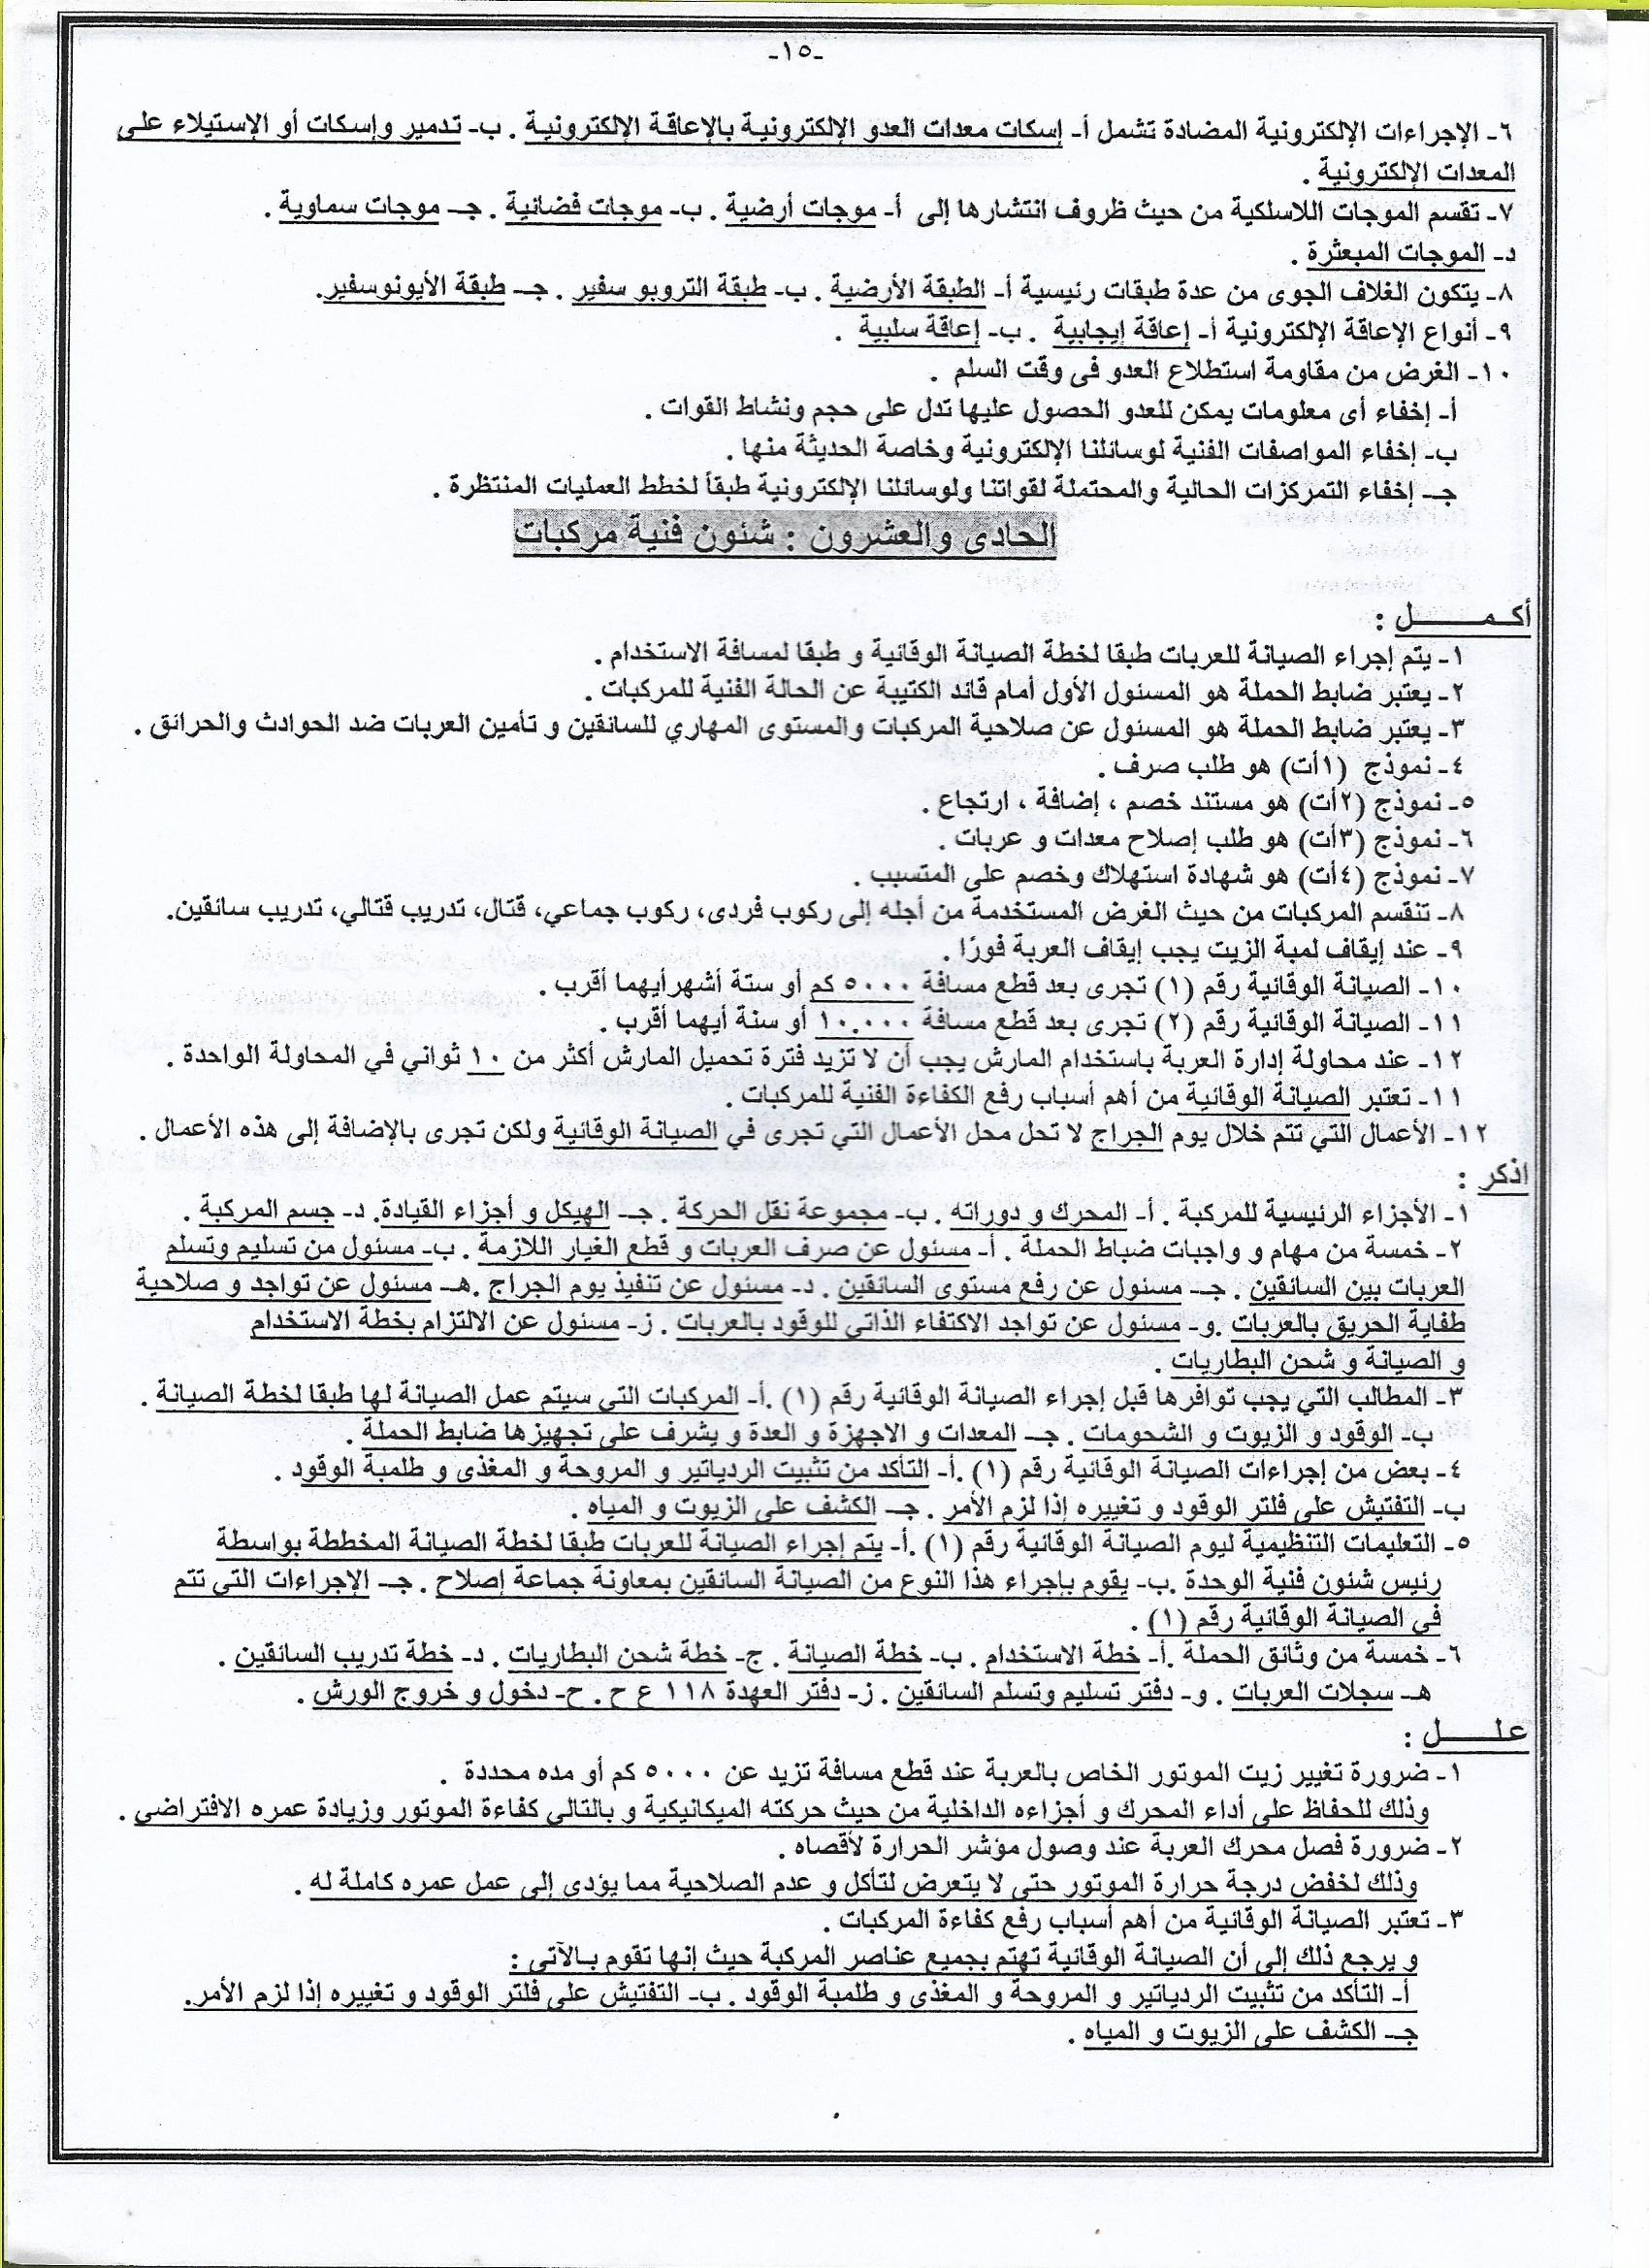 -١٥-
٦- الإجراءات الإلكترونية المضادة تشمل أ- إسكات معدات العدو الإلكترونية بالإعاقة الإلكترونية . ب- تدمير وإسكات أو الإستيلاء على
المعدات الإلكترونية .
٧- تقسم الموجات اللاسلكية من حيث ظروف انتشارها إلى أ- موجات أرضية . ب- موجات فضائية . جـ- موجات سماوية .
د- الموجات المبعثرة .
٨- يتكون الغلاف الجوى من عدة طبقات رئيسية أ- الطبقة الأرضية . ب- طبقة التروبو سفير . جـ- طبقة الأيونوسفير.
٩- أنواع الإعاقة الإلكترونية أ- إعاقة إيجابية . ب- إعاقة سلبية .
١٠- الغرض من مقاومة استطلاع العدو فى وقت السلم .
أ- إخفاء أى معلومات يمكن للعدو الحصول عليها تدل على حجم ونشاط القوات .
ب- إخفاء المواصفات الفنية لوسائلنا الإلكترونية وخاصة الحديثة منها .
جـ- إخفاء التمركزات الحالية والمحتملة لقواتنا ولوسائلنا الإلكترونية طبقاً لخطط العمليات المنتظرة .
الحادى والعشرون : شئون فنية مركبات
أكمـــــــل :
١- يتم إجراء الصيانة للعربات طبقا لخطة الصيانة الوقائية و طبقا لمسافة الاستخدام .
٢- يعتبر ضابط الحملة هو المسئول الأول أمام قائد الكتيبة عن الحالة الفنية للمركبات .
٣- يعتبر ضابط الحملة هو المسئول عن صلاحية المركبات والمستوى المهاري للسائقين و تأمين العربات ضد الحوادث والحرائق .
٤- نموذج (١أت) هو طلب صرف .
٥- نموذج (٢أت) هو مستند خصم ، إضافة ، ارتجاع .
٦- نموذج (٣أت) هو طلب إصلاح معدات و عربات .
٧- نموذج (٤أت) هو شهادة استهلاك وخصم على المتسبب .
٨- تنقسم المركبات من حيث الغرض المستخدمة من أجله إلى ركوب فردى، ركوب جماعي، قتال، تدريب قتالي، تدريب سائقين.
٩- عند إيقاف لمبة الزيت يجب إيقاف العربة فورًا .
١٠- الصيانة الوقائية رقم (١) تجرى بعد قطع مسافة ٥٠٠٠ كم أو ستة أشهر أيهما أقرب .
١١- الصيانة الوقائية رقم (٢) تجرى بعد قطع مسافة ١٠.٠٠٠ أو سنة أيهما أقرب .
١٢- عند محاولة إدارة العربة باستخدام المارش يجب أن لا تزيد فترة تحميل المارش أكثر من ١٠ ثواني في المحاولة الواحدة .
١١- تعتبر الصيانة الوقائية من أهم أسباب رفع الكفاءة الفنية للمركبات .
١٢- الأعمال التي تتم خلال يوم الجراج لا تحل محل الأعمال التي تجرى في الصيانة الوقائية ولكن تجرى بالإضافة إلى هذه الأعمال .
اذكر :
١- الأجزاء الرئيسية للمركبة . أ- المحرك و دوراته . ب- مجموعة نقل الحركة . جـ- الهيكل و أجزاء القيادة. د- جسم المركبة .
٢- خمسة من مهام و واجبات ضباط الحملة . أ- مسئول عن صرف العربات و قطع الغيار اللازمة . ب- مسئول من تسليم وتسلم
العربات بين السائقين . جـ- مسئول عن رفع مستوى السائقين . د- مسئول عن تنفيذ يوم الجراج .هـ- مسئول عن تواجد و صلاحية
طفاية الحريق بالعربات .و- مسئول عن تواجد الاكتفاء الذاتي للوقود بالعربات . ز- مسئول عن الالتزام بخطة الاستخدام
و الصيانة و شحن البطاريات .
٣- المطالب التي يجب توافرها قبل إجراء الصيانة الوقائية رقم (١) .أ- المركبات التي سيتم عمل الصيانة لها طبقا لخطة الصيانة .
ب- الوقود و الزيوت و الشحومات . جـ- المعدات و الاجهزة و العدة و يشرف على تجهيزها ضابط الحملة .
٤- بعض من إجراءات الصيانة الوقائية رقم (١) .أ- التأكد من تثبيت الردياتير و المروحة و المغذى و طلمبة الوقود .
ب- التفتيش على فلتر الوقود و تغييره إذا لزم الأمر . جـ- الكشف على الزيوت و المياه .
٥- التعليمات التنظيمية ليوم الصيانة الوقائية رقم (١) .أ- يتم إجراء الصيانة للعربات طبقا لخطة الصيانة المخططة بواسطة
رئيس شئون فنية الوحدة .ب- يقوم بإجراء هذا النوع من الصيانة السائقين بمعاونة جماعة إصلاح . جـ- الإجراءات التي تتم
في الصيانة الوقائية رقم (١) .
٦- خمسة من وثائق الحملة .أ- خطة الاستخدام . ب- خطة الصيانة . ج- خطة شحن البطاريات . د- خطة تدريب السائقين .
هـ- سجلات العربات . و- دفتر تسليم وتسلم السائقين . ز- دفتر العهدة ١١٨ ع ح . ح- دخول و خروج الورش .
علـــــل :
١- ضرورة تغيير زيت الموتور الخاص بالعربة عند قطع مسافة تزيد عن ٥٠٠٠ كم أو مده محددة .
وذلك للحفاظ على أداء المحرك و أجزاءه الداخلية من حيث حركته الميكانيكية و بالتالي كفاءة الموتور وزيادة عمره الافتراضي .
٢- ضرورة فصل محرك العربة عند وصول مؤشر الحرارة لأقصاه .
وذلك لخفض درجة حرارة الموتور حتى لا يتعرض لتأكل و عدم الصلاحية مما يؤدى إلى عمل عمره كاملة له .
٣- تعتبر الصيانة الوقائية من أهم أسباب رفع كفاءة المركبات .
و يرجع ذلك إلى أن الصيانة الوقائية تهتم بجميع عناصر المركبة حيث إنها تقوم بالآتي :
أ- التأكد من تثبيت الردياتير و المروحة و المغذى و طلمبة الوقود . ب- التفتيش على فلتر الوقود و تغييره إذا لزم الأمر.
جـ- الكشف على الزيوت و المياه .